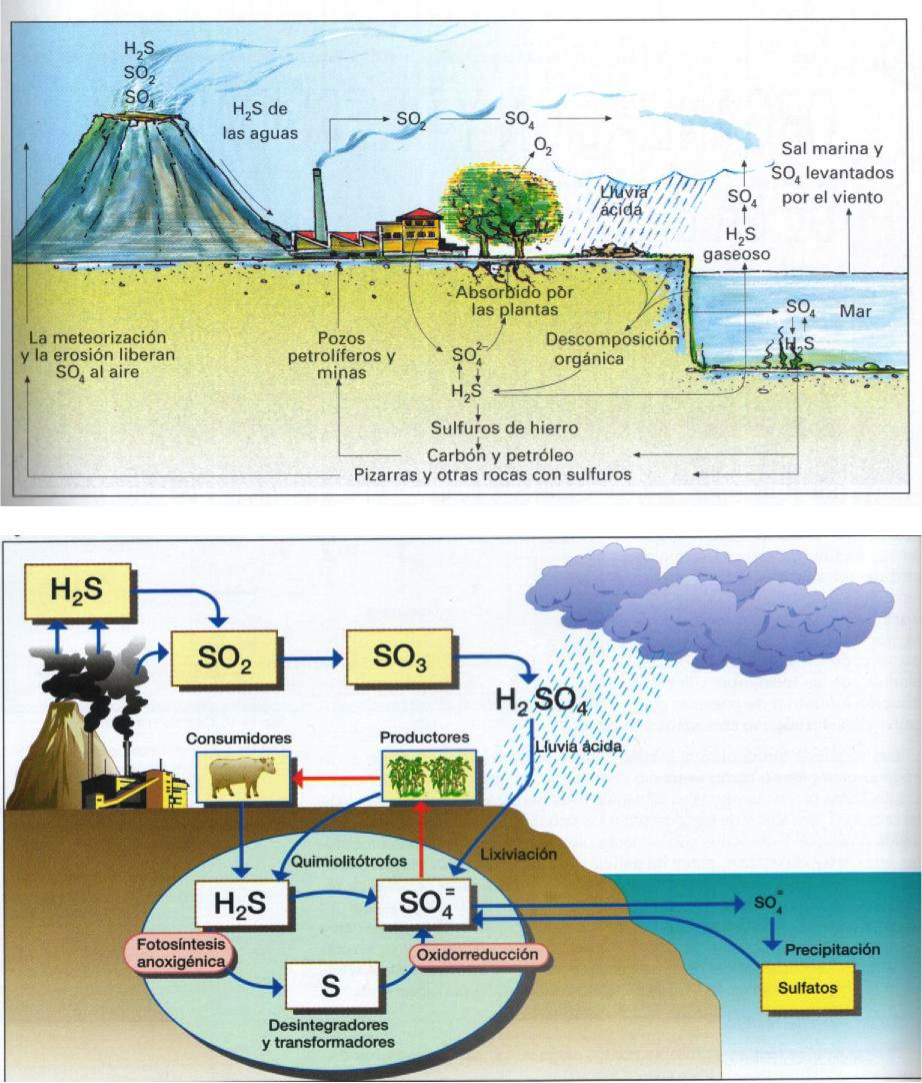 H₂S
SO₂
SO₄
H₂S de
las aguas
SO₂
SO₄
O₂
Lluvia
ácida
Sal marina y
SO₄ levantados
por el viento
SO₄
H₂S
gaseoso
Absorbido por
las plantas
La meteorización
y la erosión liberan
SO₄ al aire
Pozos
petrolíferos y
minas
SO₄²⁻
H₂S
Descomposición
orgánica
SO₄
H₂S
Mar
Sulfuros de hierro
Carbón y petróleo
Pizarras y otras rocas con sulfuros
H₂S
SO₂
SO₃
H₂SO₄
Lluvia ácida
Consumidores
Productores
Quimiolitótrofos
Lixiviación
H₂S
SO₄⁼
SO₄⁼
Fotosíntesis
anoxigénica
Oxidorreducción
Precipitación
S
Sulfatos
Desintegradores
y transformadores